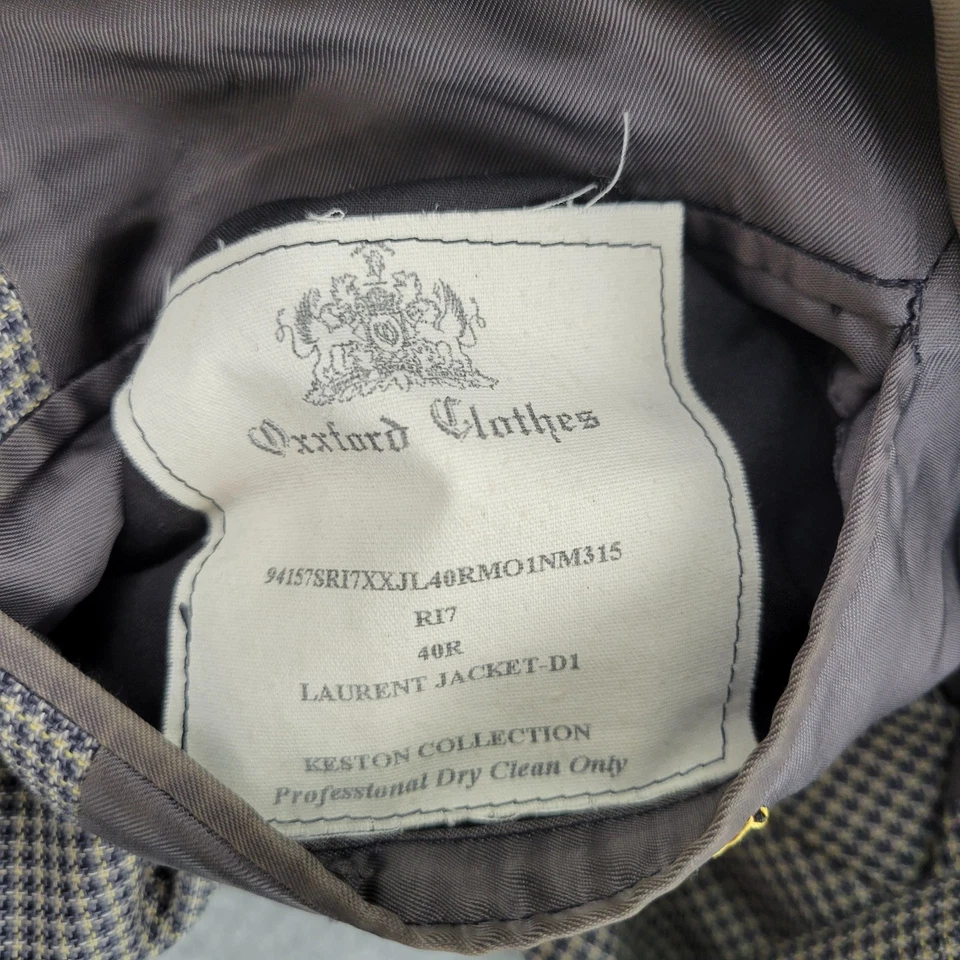 Oxxford Clothes
94157SRI7XXJL40RMO1NM315
RI7
40R
LAURENT JACKET-D1
KESTON COLLECTION
Professional Dry Clean Only